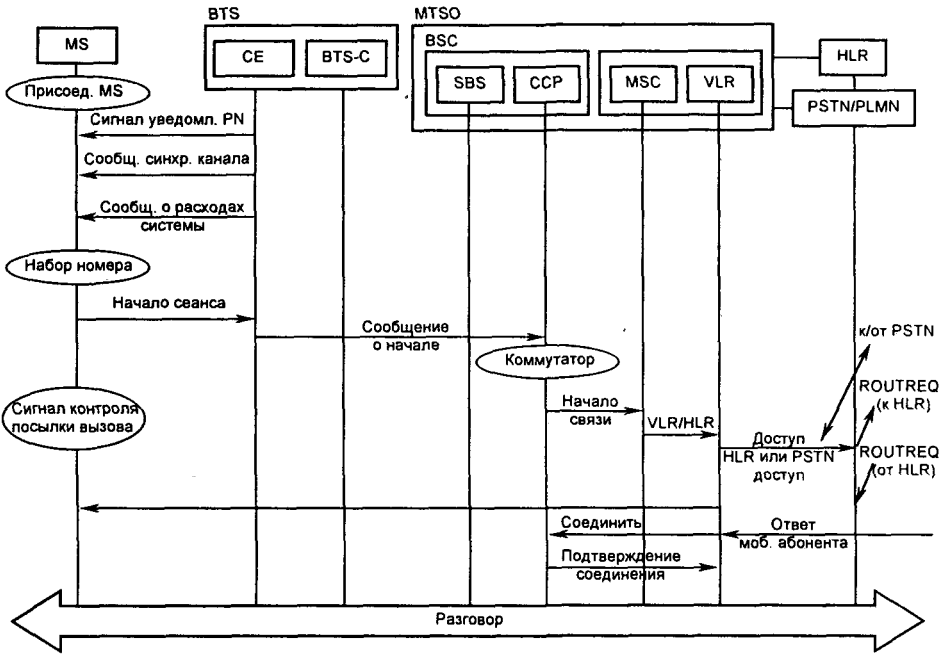 BTS
MTSO
MS
CE
BTS-C
BSC
SBS
CCP
MSC
VLR
HLR
PSTN/PLMN
Присоед. MS
Сигнал уведомл. PN
Сообщ. синхр. канала
Сообщ. о расходах
системы
Набор номера
Начало сеанса
Сообщение
о начале
к/от PSTN
Коммутатор
Сигнал контроля
посылки вызова
Начало
связи
VLR/HLR
Доступ
HLR или PSTN
доступ
ROUTREQ
(к HLR)
ROUTREQ
(от HLR)
Соединить
Ответ
моб. абонента
Подтверждение
соединения
Разговор